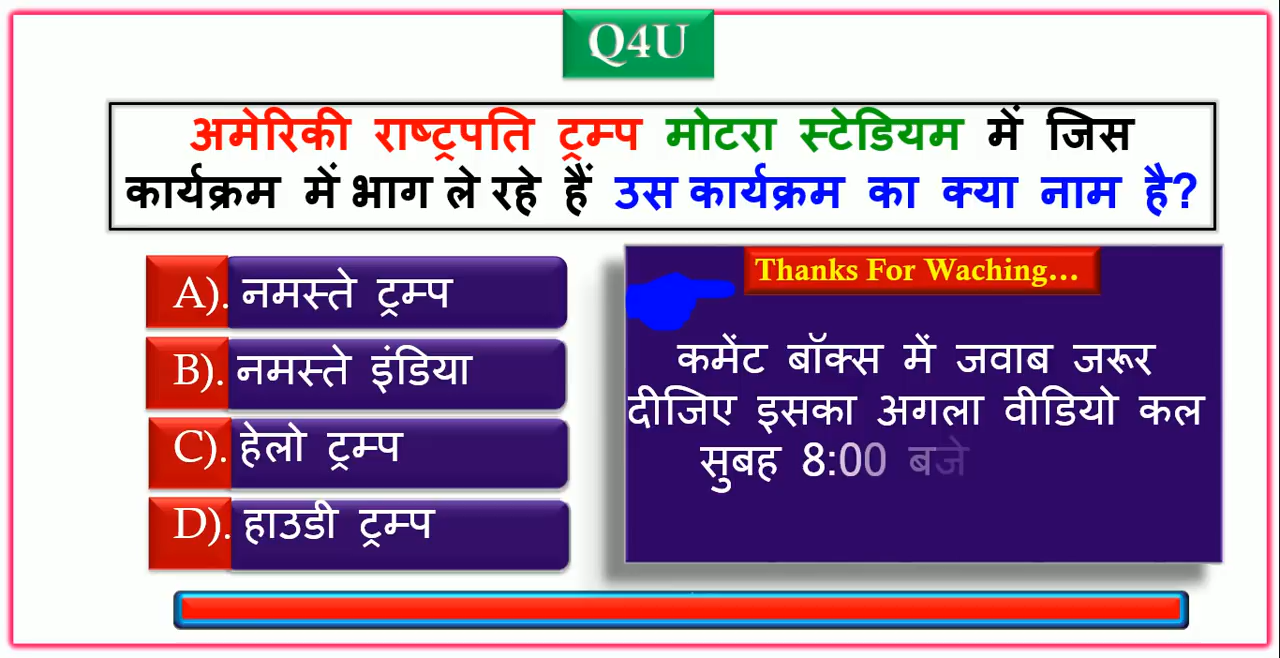 Q4U
अमेरिकी राष्ट्रपति ट्रम्प मोटरा स्टेडियम में जिस
कार्यक्रम में भाग ले रहे हैं उस कार्यक्रम का क्या नाम है?
A). नमस्ते ट्रम्प
B). नमस्ते इंडिया
C). हेलो ट्रम्प
D). हाउडी ट्रम्प
Thanks For Waching...
कमेंट बॉक्स में जवाब जरूर
दीजिए इसका अगला वीडियो कल
सुबह 8:00 बजे